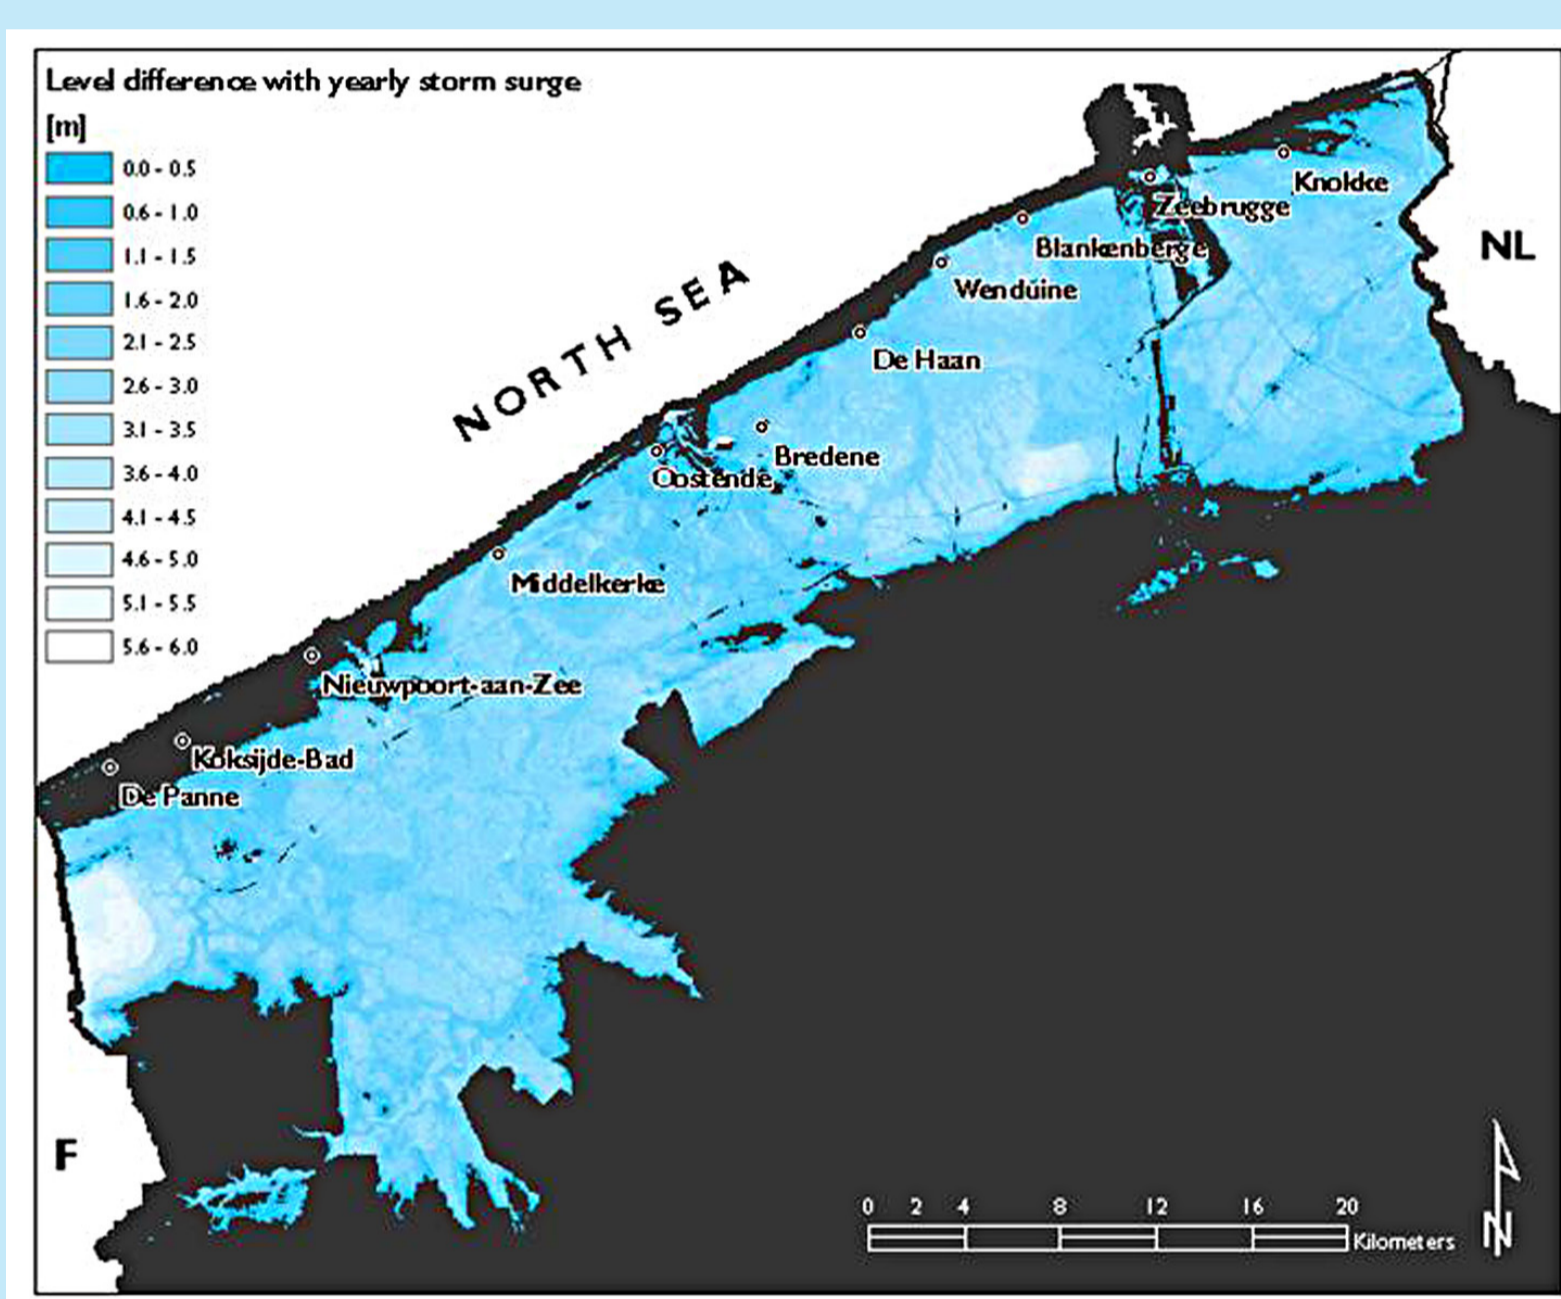 Level difference with yearly storm surge
[m]
0.0 - 0.5
0.6 - 1.0
1.1 - 1.5
1.6 - 2.0
2.1 - 2.5
2.6 - 3.0
3.1 - 3.5
3.6 - 4.0
4.1 - 4.5
4.6 - 5.0
5.1 - 5.5
5.6 - 6.0
NORTH SEA
Knokke
Zeebrugge
NL
Blankenberge
Wenduine
De Haan
Bredene
Oostende
Middelkerke
Nieuwpoort-aan-Zee
Koksijde-Bad
De Panne
F
0 2 4 8 12 16 20
Kilometers
N